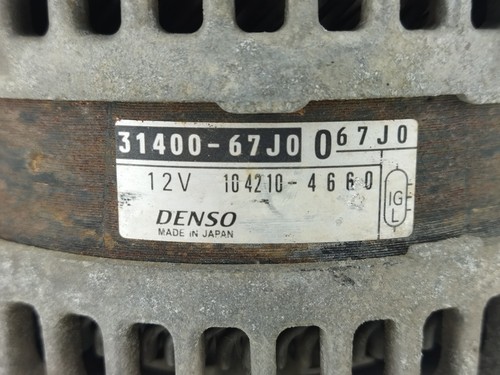 31400-67J0 067J0
12V 104210-4660
IG
L
DENSO
MADE IN JAPAN